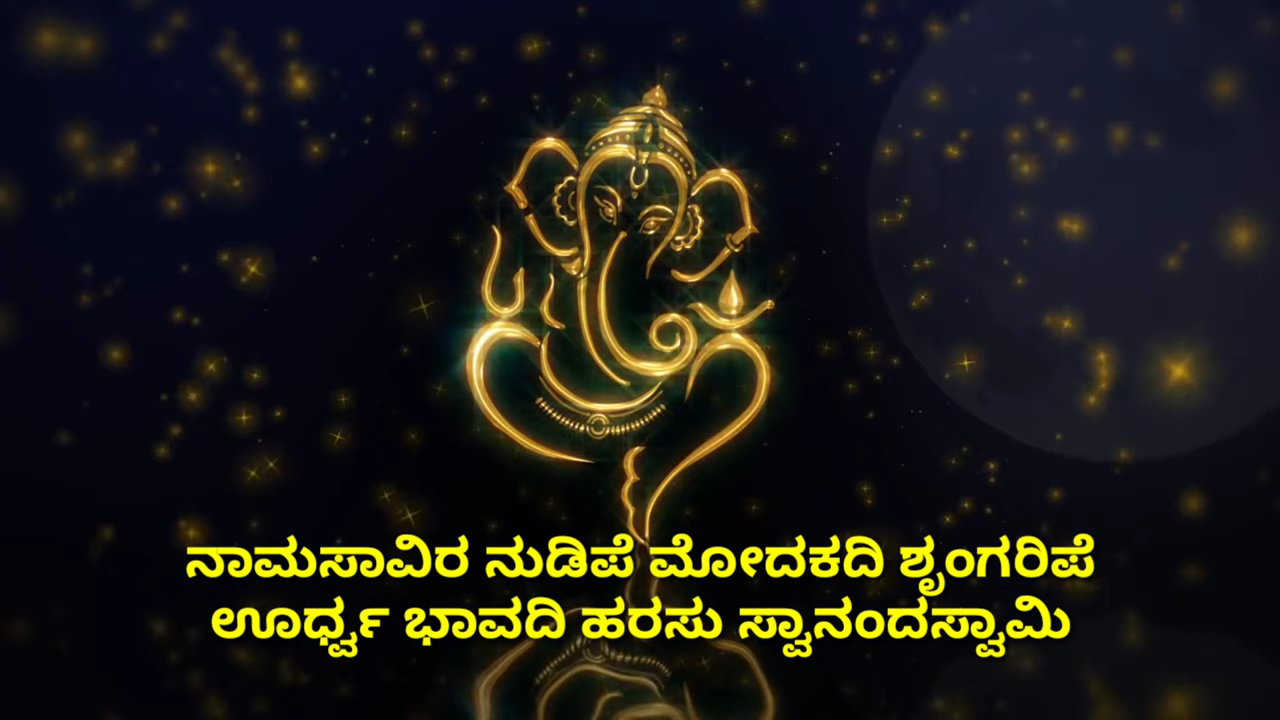 ನಾಮಸಾವಿರ ನುಡಿಪೆ ಮೋದಕದಿ ಶೃಂಗರಿಪೆ
ಊರ್ಧ್ವ ಭಾವದಿ ಹರಸು ಸ್ವಾನಂದಸ್ವಾಮಿ